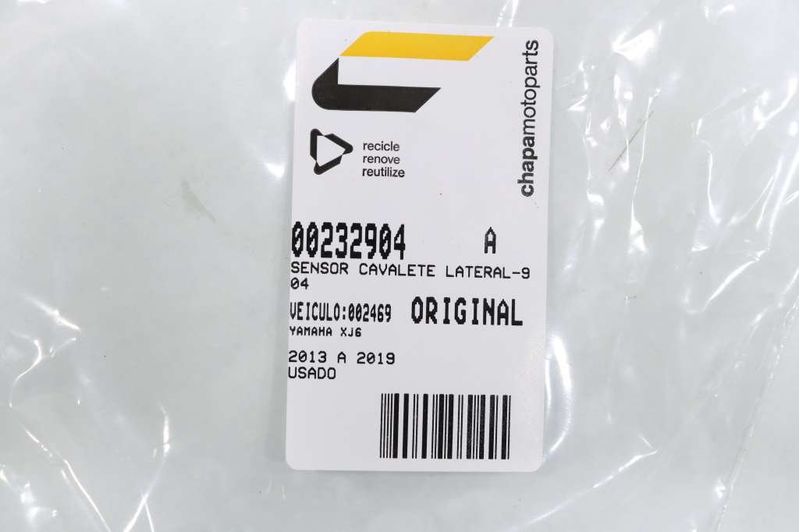 chapamotoparts
recicle
renove
reutilize
00232904 A
SENSOR CAVALETE LATERAL-9
04
VEICULO:002469 ORIGINAL
YAMAHA XJ6
2013 A 2019
USADO